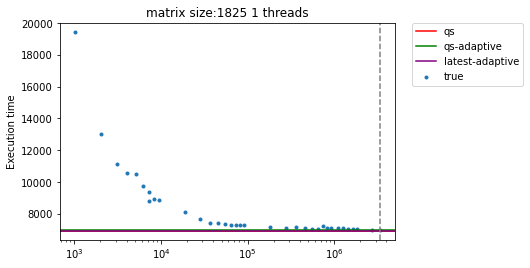 matrix size:1825 1 threads
20000
18000
16000
14000
12000
10000
8000
Execution time
10³
10⁴
10⁵
10⁶
qs
qs-adaptive
latest-adaptive
true